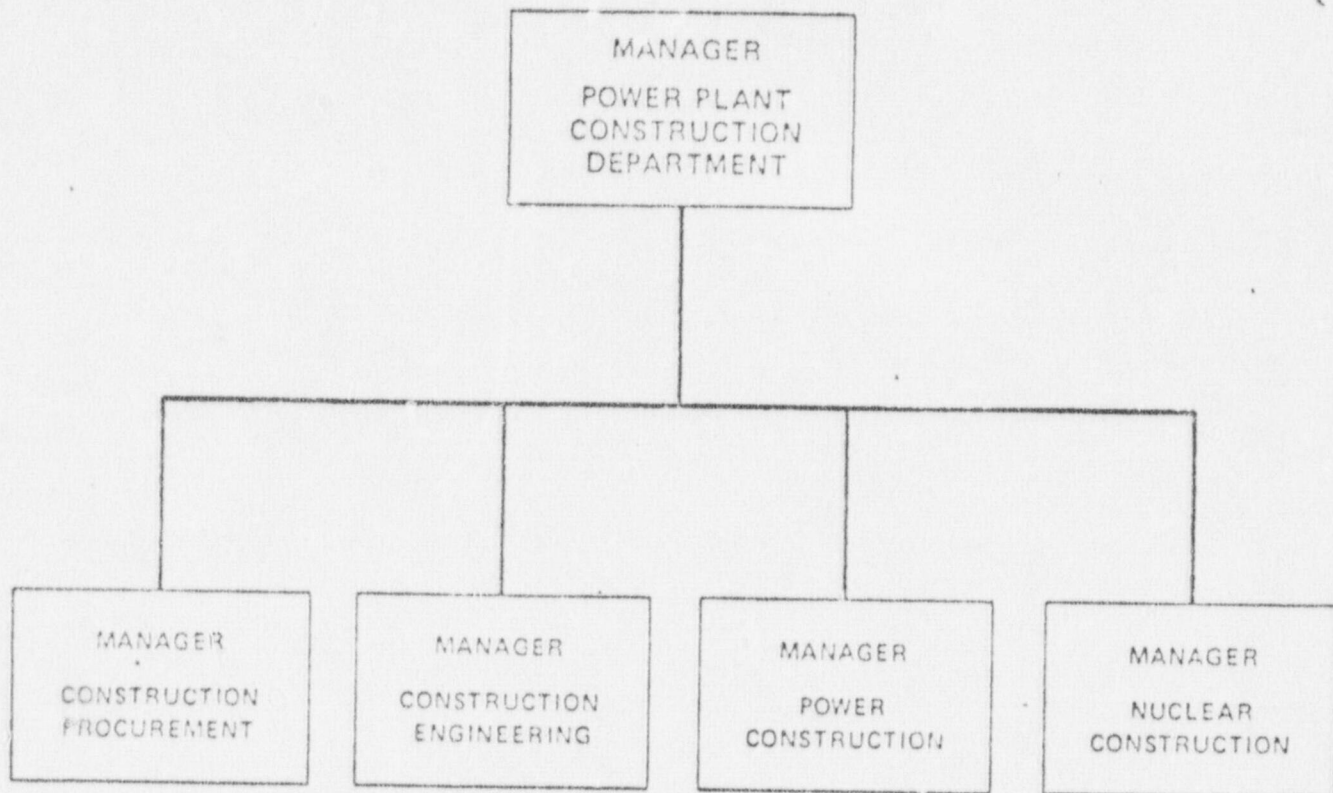 MANAGER
POWER PLANT
CONSTRUCTION
DEPARTMENT
MANAGER
CONSTRUCTION
PROCUREMENT
MANAGER
CONSTRUCTION
ENGINEERING
MANAGER
POWER
CONSTRUCTION
MANAGER
NUCLEAR
CONSTRUCTION